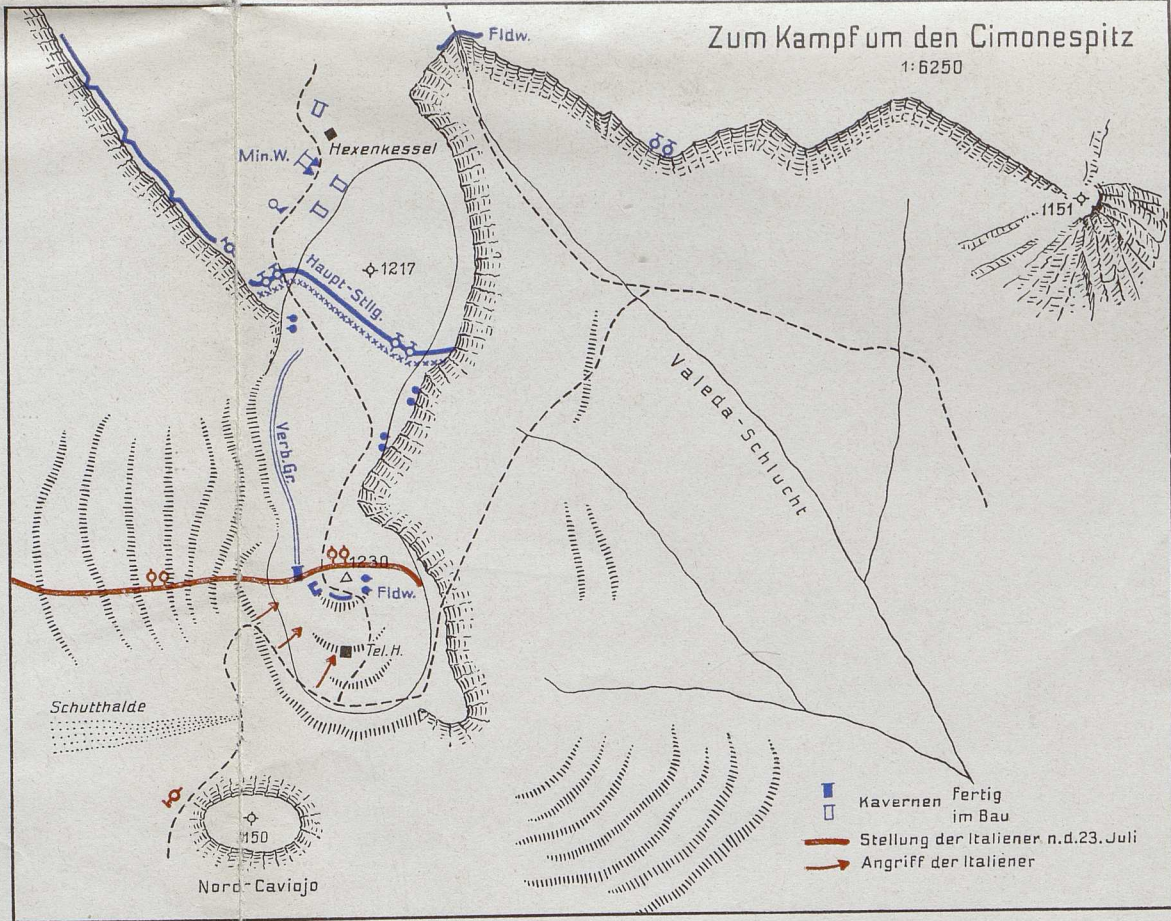 Zum Kampf um den Cimonespitz
1:6250
Fldw.
Hexenkessel
Min.W.
1151
1217
Haupt-Stllg.
Valeda-Schlucht
Verb.Gr.
1230
Fldw.
Tel.H.
Schutthalde
Kavernen fertig
im Bau
Stellung der Italiener n.d.23.Juli
Angriff der Italiener
Nord-Caviojo